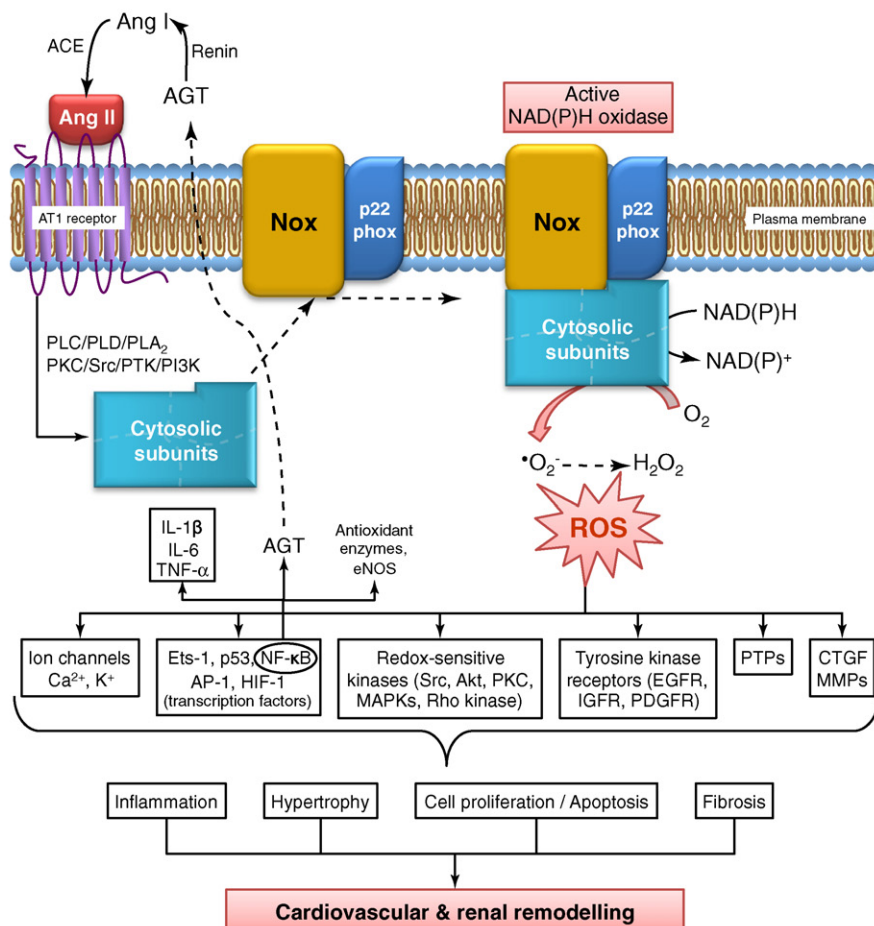 Ang I
ACE
Renin
AGT
Ang II
Active
NAD(P)H oxidase
AT1 receptor
Nox
p22
phox
Nox
p22
phox
Plasma membrane
PLC/PLD/PLA₂
PKC/Src/PTK/PI3K
Cytosolic
subunits
Cytosolic
subunits
NAD(P)H
NAD(P)⁺
O₂
•O₂⁻
H₂O₂
ROS
IL-1β
IL-6
TNF-α
AGT
Antioxidant
enzymes,
eNOS
Ion channels
Ca²⁺, K⁺
Ets-1, p53, NF-κB
AP-1, HIF-1
(transcription factors)
Redox-sensitive
kinases (Src, Akt, PKC,
MAPKs, Rho kinase)
Tyrosine kinase
receptors (EGFR,
IGFR, PDGFR)
PTPs
CTGF
MMPs
Inflammation
Hypertrophy
Cell proliferation / Apoptosis
Fibrosis
Cardiovascular & renal remodelling